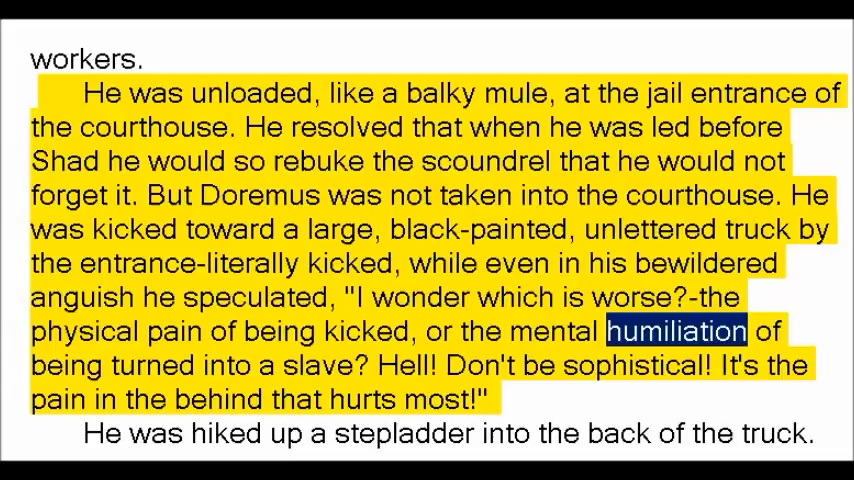 workers.
He was unloaded, like a balky mule, at the jail entrance of
the courthouse. He resolved that when he was led before
Shad he would so rebuke the scoundrel that he would not
forget it. But Doremus was not taken into the courthouse. He
was kicked toward a large, black-painted, unlettered truck by
the entrance-literally kicked, while even in his bewildered
anguish he speculated, "I wonder which is worse?-the
physical pain of being kicked, or the mental humiliation of
being turned into a slave? Hell! Don't be sophistical! It's the
pain in the behind that hurts most!"
He was hiked up a stepladder into the back of the truck.